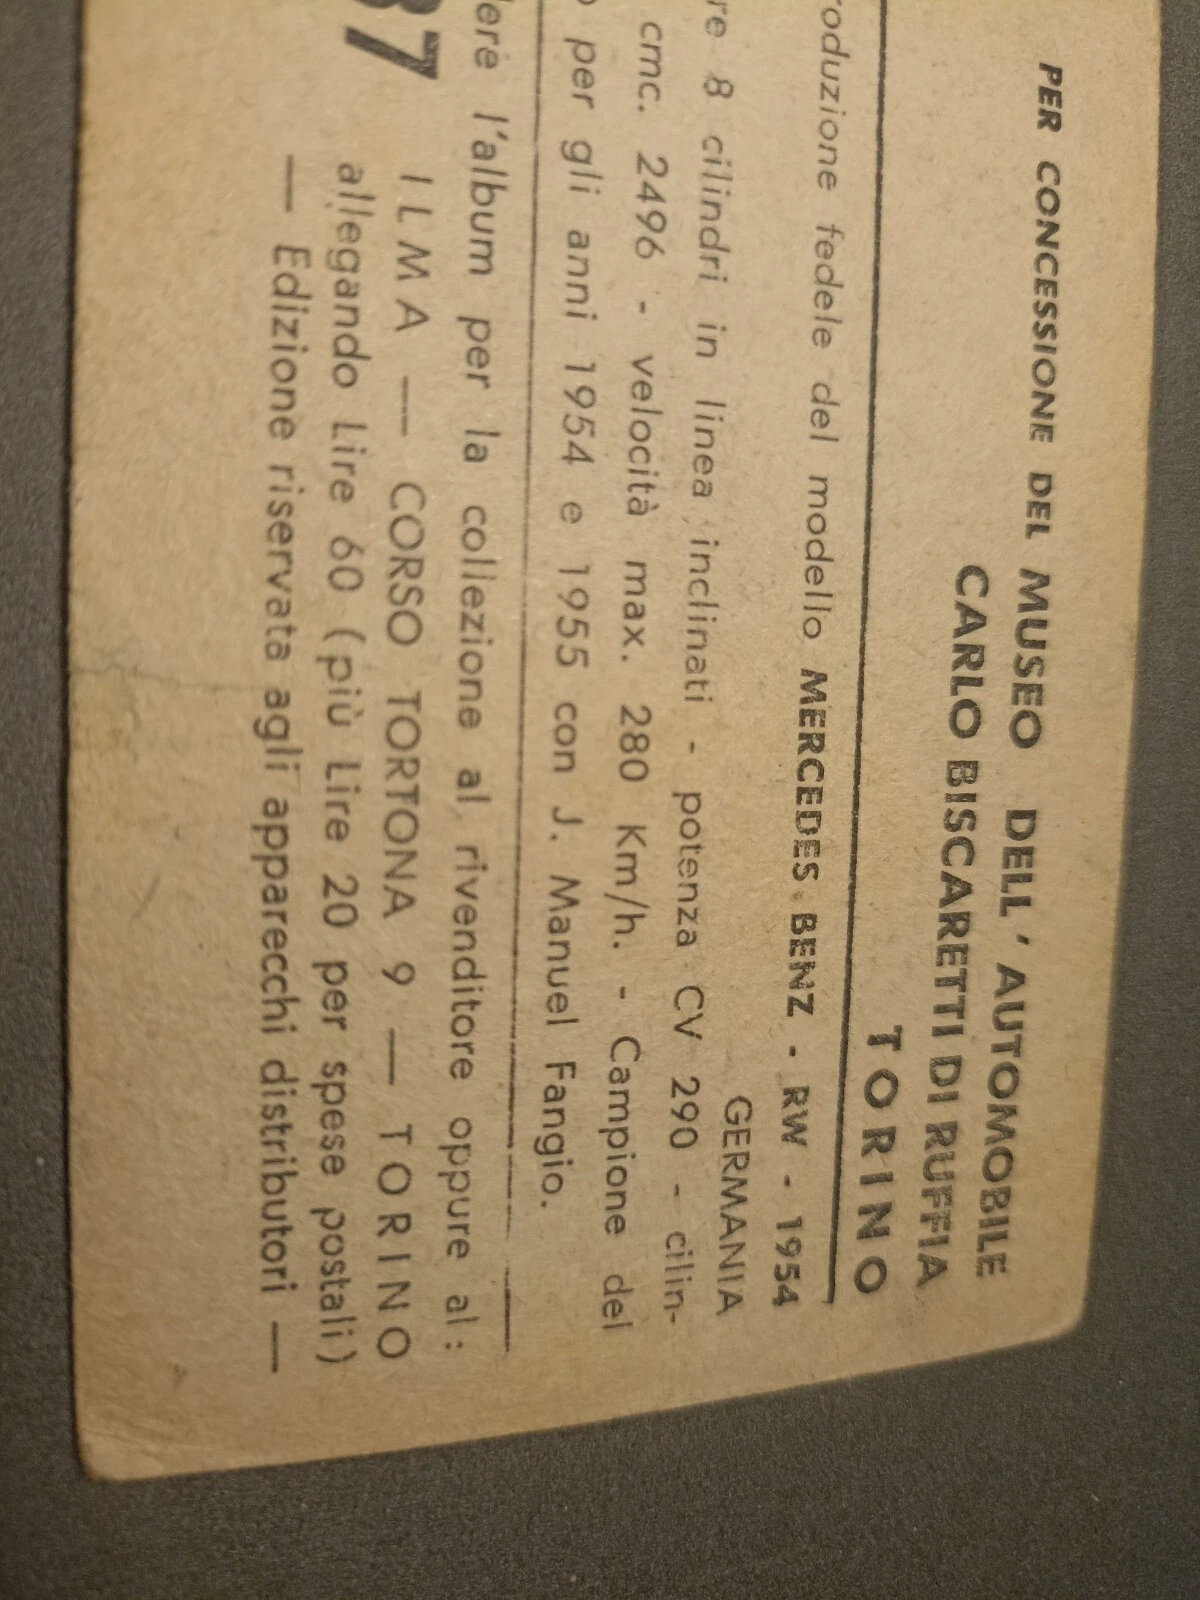 PER CONCESSIONE DEL MUSEO DELL'AUTOMOBILE
CARLO BISCARETTI DI RUFFIA
TORINO
roduzione fedele del modello MERCEDES BENZ - RW - 1954
GERMANIA
re 8 cilindri in linea inclinati - potenza CV 290 - cilin-
cmc. 2496 - velocità max. 280 Km/h. - Campione del
o per gli anni 1954 e 1955 con J. Manuel Fangio.
dere l'album per la collezione al rivenditore oppure al:
37 ILMA — CORSO TORTONA 9 — TORINO
allegando Lire 60 (più Lire 20 per spese postali)
— Edizione riservata agli apparecchi distributori —